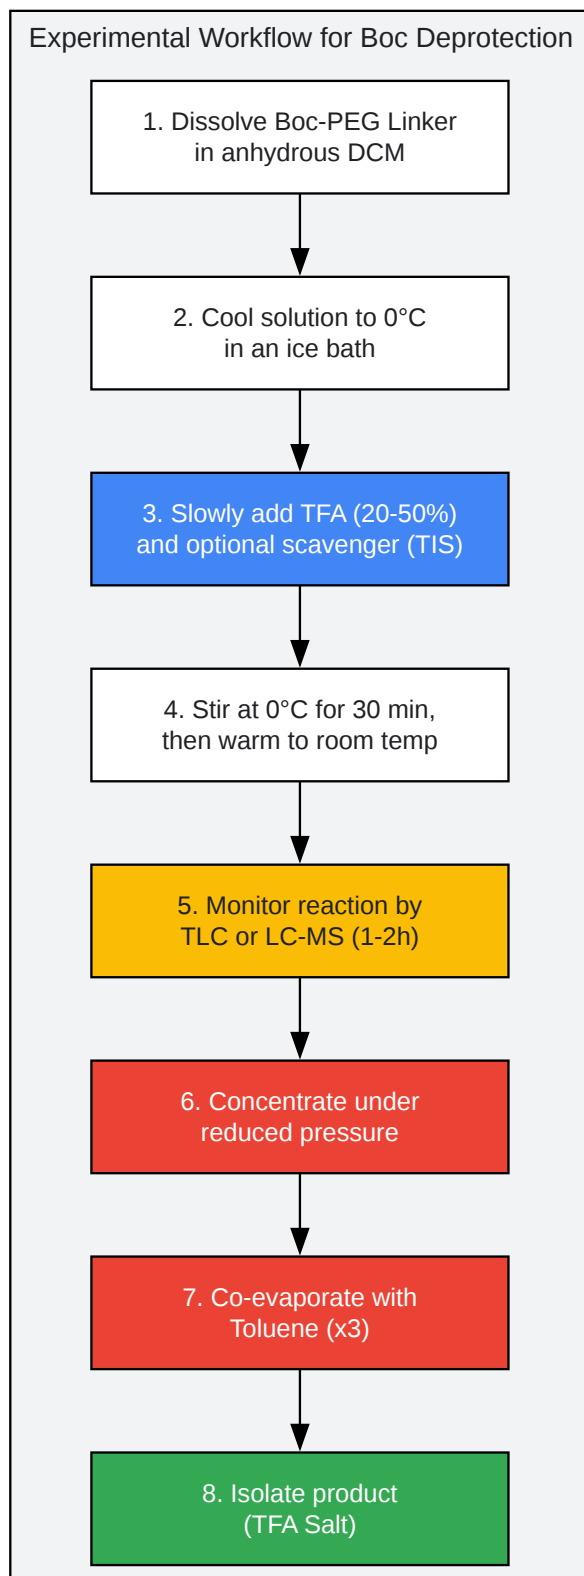 Experimental Workflow for Boc Deprotection
1. Dissolve Boc-PEG Linker
in anhydrous DCM
2. Cool solution to 0°C
in an ice bath
3. Slowly add TFA (20-50%)
and optional scavenger (TIS)
4. Stir at 0°C for 30 min,
then warm to room temp
5. Monitor reaction by
TLC or LC-MS (1-2h)
6. Concentrate under
reduced pressure
7. Co-evaporate with
Toluene (x3)
8. Isolate product
(TFA Salt)